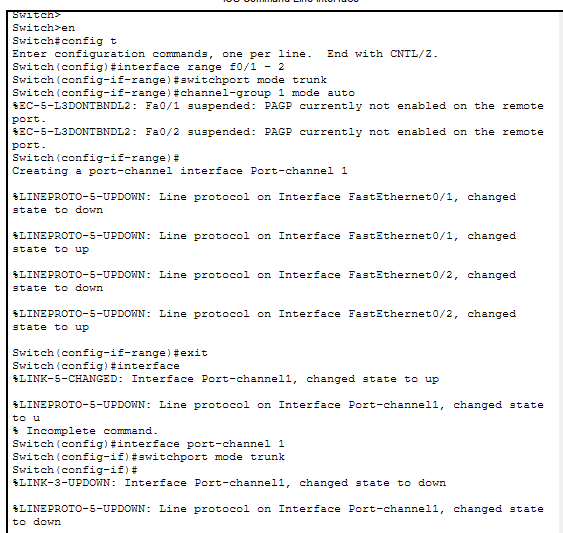 IOS Command Line Interface
Switch>
Switch>en
Switch#config t
Enter configuration commands, one per line.  End with CNTL/Z.
Switch(config)#interface range f0/1 - 2
Switch(config-if-range)#switchport mode trunk
Switch(config-if-range)#channel-group 1 mode auto
%EC-5-L3DONTBNDL2: Fa0/1 suspended: PAGP currently not enabled on the remote
port.
%EC-5-L3DONTBNDL2: Fa0/2 suspended: PAGP currently not enabled on the remote
port.
Switch(config-if-range)#
Creating a port-channel interface Port-channel 1
%LINEPROTO-5-UPDOWN: Line protocol on Interface FastEthernet0/1, changed
state to down
%LINEPROTO-5-UPDOWN: Line protocol on Interface FastEthernet0/1, changed
state to up
%LINEPROTO-5-UPDOWN: Line protocol on Interface FastEthernet0/2, changed
state to down
%LINEPROTO-5-UPDOWN: Line protocol on Interface FastEthernet0/2, changed
state to up
Switch(config-if-range)#exit
Switch(config)#interface
%LINK-5-CHANGED: Interface Port-channel1, changed state to up
%LINEPROTO-5-UPDOWN: Line protocol on Interface Port-channel1, changed state
to u
% Incomplete command.
Switch(config)#interface port-channel 1
Switch(config-if)#switchport mode trunk
Switch(config-if)#
%LINK-3-UPDOWN: Interface Port-channel1, changed state to down
%LINEPROTO-5-UPDOWN: Line protocol on Interface Port-channel1, changed state
to down